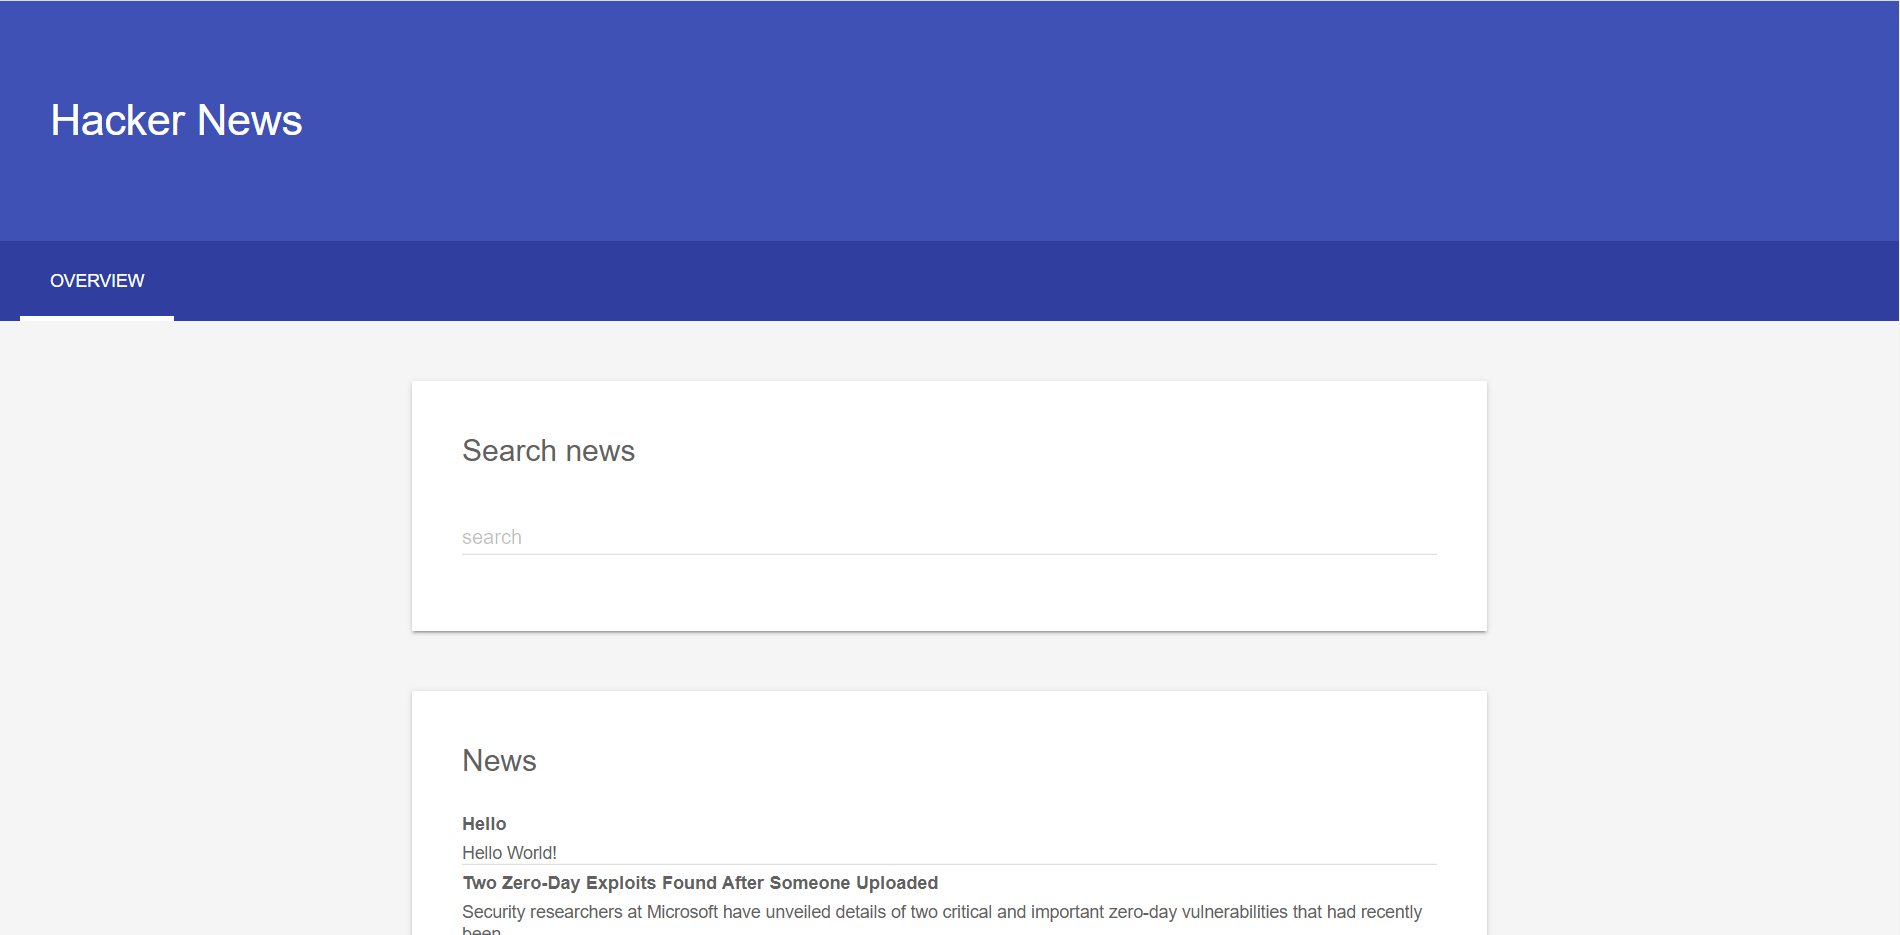 Hacker News
OVERVIEW
Search news
search
News
Hello
Hello World!
Two Zero-Day Exploits Found After Someone Uploaded
Security researchers at Microsoft have unveiled details of two critical and important zero-day vulnerabilities that had recently
been